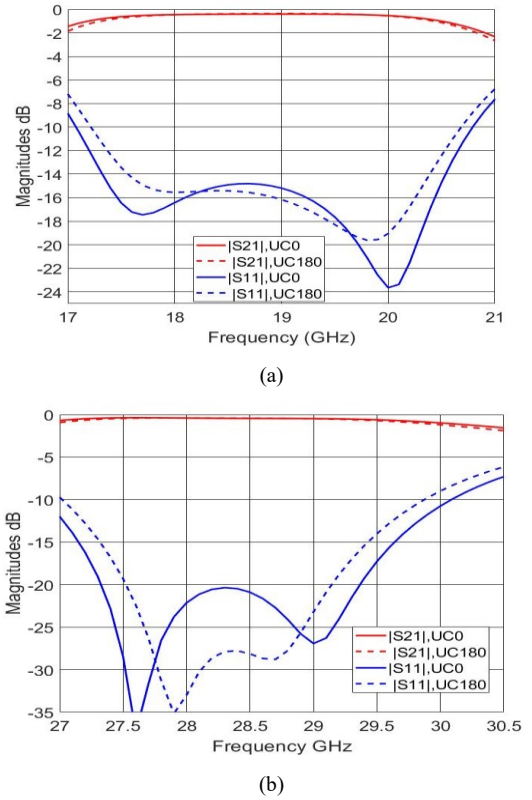 0
-2
-4
-6
-8
-10
-12
-14
-16
-18
-20
-22
-24
Magnitudes dB
|S21|,UC0
|S21|,UC180
|S11|,UC0
|S11|,UC180
17 18 19 20 21
Frequency (GHz)
(a)
0
-5
-10
-15
-20
-25
-30
-35
Magnitudes dB
|S21|,UC0
|S21|,UC180
|S11|,UC0
|S11|,UC180
27 27.5 28 28.5 29 29.5 30 30.5
Frequency GHz
(b)